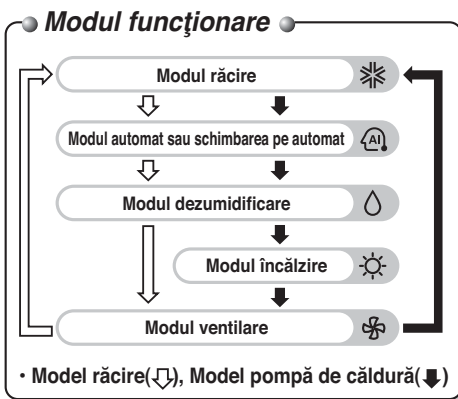 Modul funcţionare
Modul răcire
Modul automat sau schimbarea pe automat
AI
Modul dezumidificare
Modul încălzire
Modul ventilare
• Model răcire(⇩), Model pompă de căldură(⬇)